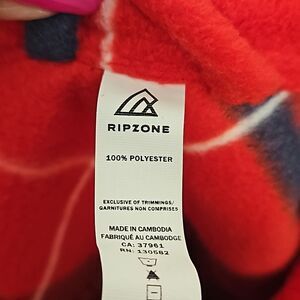 RIPZONE
100% POLYESTER
EXCLUSIVE OF TRIMMINGS/
GARNITURES NON COMPRISES
MADE IN CAMBODIA
FABRIQUÉ AU CAMBODGE
CA: 37961
RN: 130582